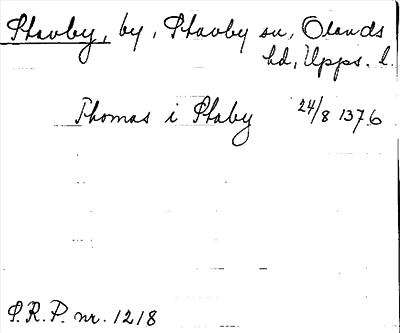 Stavby, by, Stavby sn, Olands
hd, Upps. l.
Thomas i Staby 24/8 1376
S.R.P. nr. 1218